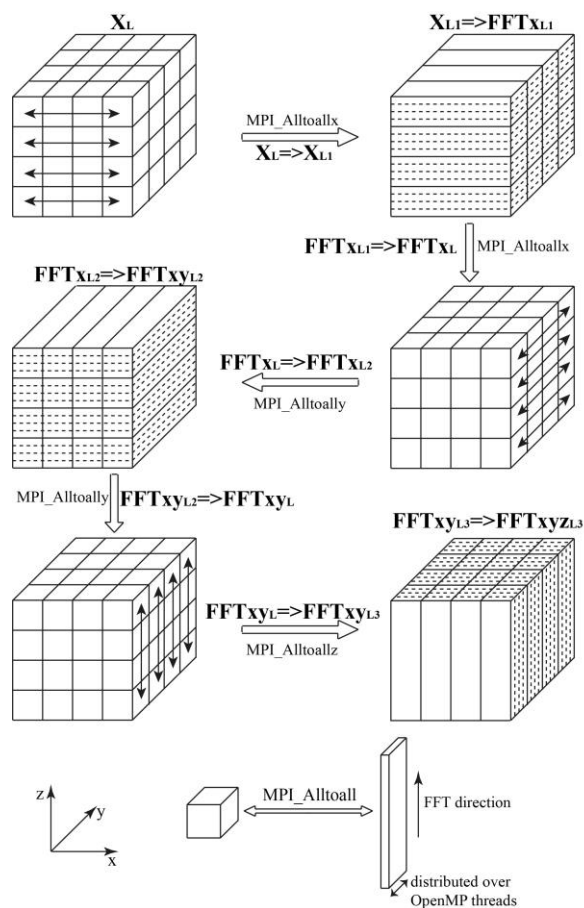 XL
XL1=>FFTxL1
MPI_Alltoallx
XL=>XL1
FFTxL1=>FFTxL
MPI_Alltoallx
FFTxL2=>FFTxyL2
FFTxL=>FFTxL2
MPI_Alltoally
MPI_Alltoally
FFTxyL2=>FFTxyL
FFTxyL3=>FFTxyzL3
FFTxyL=>FFTxyL3
MPI_Alltoallz
z
y
x
MPI_Alltoall
FFT direction
distributed over
OpenMP threads